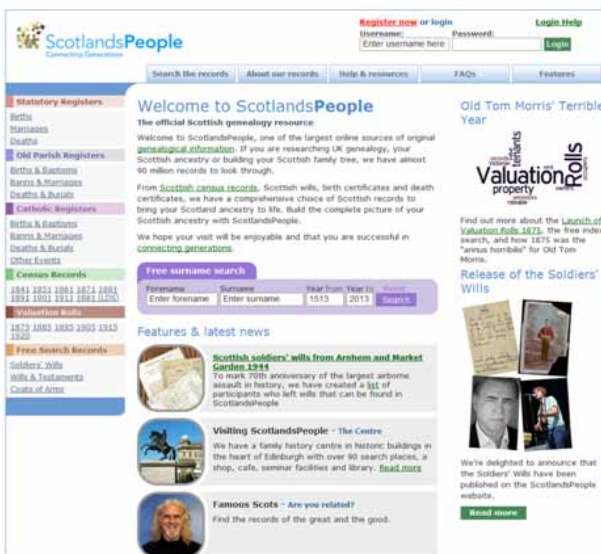 ScotlandsPeople
Connecting Generations
Register now or login
Login Help
Username:
Password:
Enter username here
Login
Search the records
About our records
Help & resources
FAQs
Features
Statutory Registers
Births
Marriages
Deaths
Old Parish Registers
Births & Baptisms
Banns & Marriages
Deaths & Burials
Catholic Registers
Births & Baptisms
Banns & Marriages
Deaths & Burials
Other Events
Census Records
1841 1851 1861 1871 1881
1891 1901 1911 1881 (LDS)
Valuation Rolls
1875 1885 1895 1905 1915
1920
Free Search Records
Soldiers' Wills
Wills & Testaments
Coats of Arms
Welcome to ScotlandsPeople
The official Scottish genealogy resource
Welcome to ScotlandsPeople, one of the largest online sources of original
genealogical information. If you are researching UK genealogy, your
Scottish ancestry or building your Scottish family tree, we have almost
90 million records to look through.
From Scottish census records, Scottish wills, birth certificates and death
certificates, we have a comprehensive choice of Scottish records to
bring your Scotland ancestry to life. Build the complete picture of your
Scottish ancestry with ScotlandsPeople.
We hope your visit will be enjoyable and that you are successful in
connecting generations.
Free surname search
Forename
Surname
Year from
Year to
Reset
Enter forename
Enter surname
1513
2013
Search
Features & latest news
Scottish soldiers' wills from Arnhem and Market
Garden 1944
To mark 70th anniversary of the largest airborne
assault in history, we have created a list of
participants who left wills that can be found in
ScotlandsPeople
Visiting ScotlandsPeople - The Centre
We have a family history centre in historic buildings in
the heart of Edinburgh with over 90 search places, a
shop, cafe, seminar facilities and library. Read more
Famous Scots - Are you related?
Find the records of the great and the good.
Old Tom Morris' Terrible
Year
Valuation Rolls
property
tenants
owners
Find out more about the Launch of
Valuation Rolls 1875, the free index
search, and how 1875 was the
"annus horribilis" for Old Tom
Morris.
Release of the Soldiers'
Wills
We're delighted to announce that
the Soldiers' Wills have been
published on the ScotlandsPeople
website.
Read more